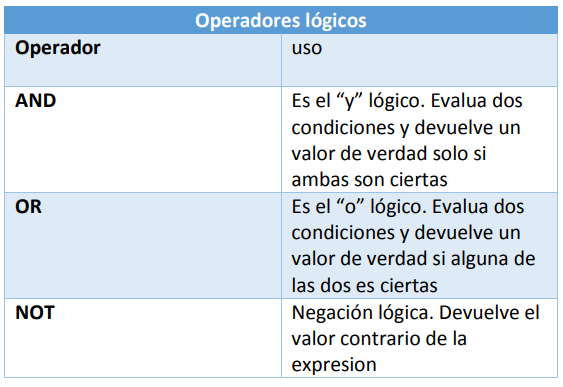 Operadores lógicos
Operador
uso
AND
Es el “y” lógico. Evalua dos
condiciones y devuelve un
valor de verdad solo si
ambas son ciertas
OR
Es el “o” lógico. Evalua dos
condiciones y devuelve un
valor de verdad si alguna de
las dos es ciertas
NOT
Negación lógica. Devuelve el
valor contrario de la
expresion